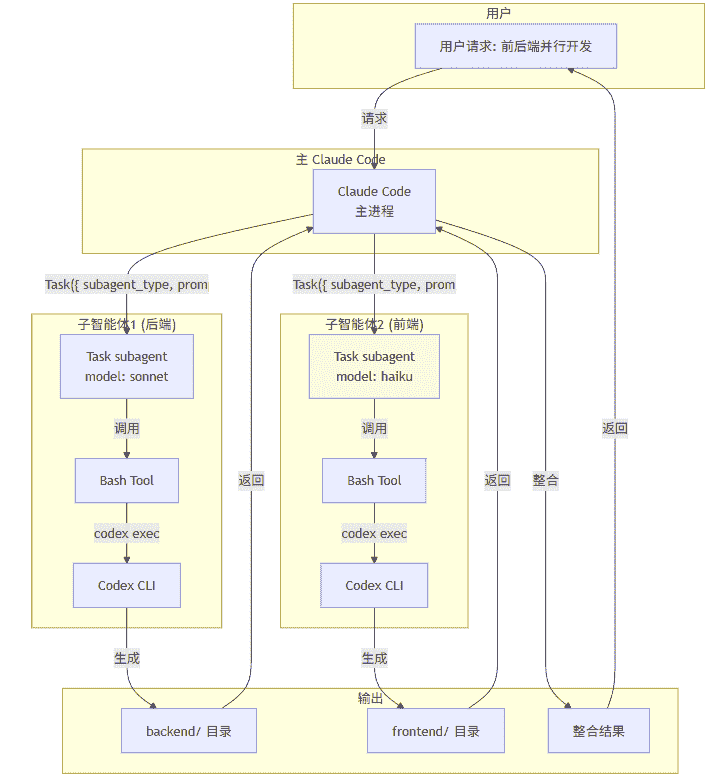 用户
用户请求: 前后端并行开发
请求
主 Claude Code
Claude Code
主进程
Task({ subagent_type, prom
Task({ subagent_type, prom
子智能体1 (后端)
子智能体2 (前端)
Task subagent
model: sonnet
Task subagent
model: haiku
调用
调用
返回
Bash Tool
Bash Tool
返回
返回
整合
codex exec
codex exec
Codex CLI
Codex CLI
生成
生成
输出
backend/ 目录
frontend/ 目录
整合结果